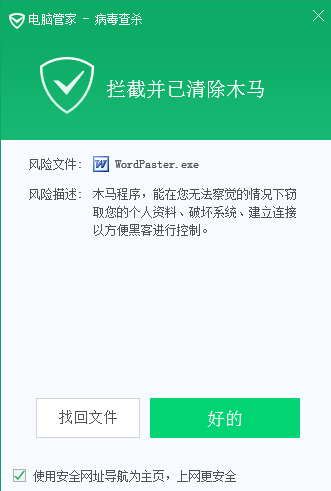 电脑管家 - 病毒查杀
拦截并已清除木马
风险文件: WordPaster.exe
风险描述: 木马程序，能在您无法察觉的情况下窃
取您的个人资料、破坏系统、建立连接
以方便黑客进行控制。
找回文件 好的
使用安全网址导航为主页，上网更安全